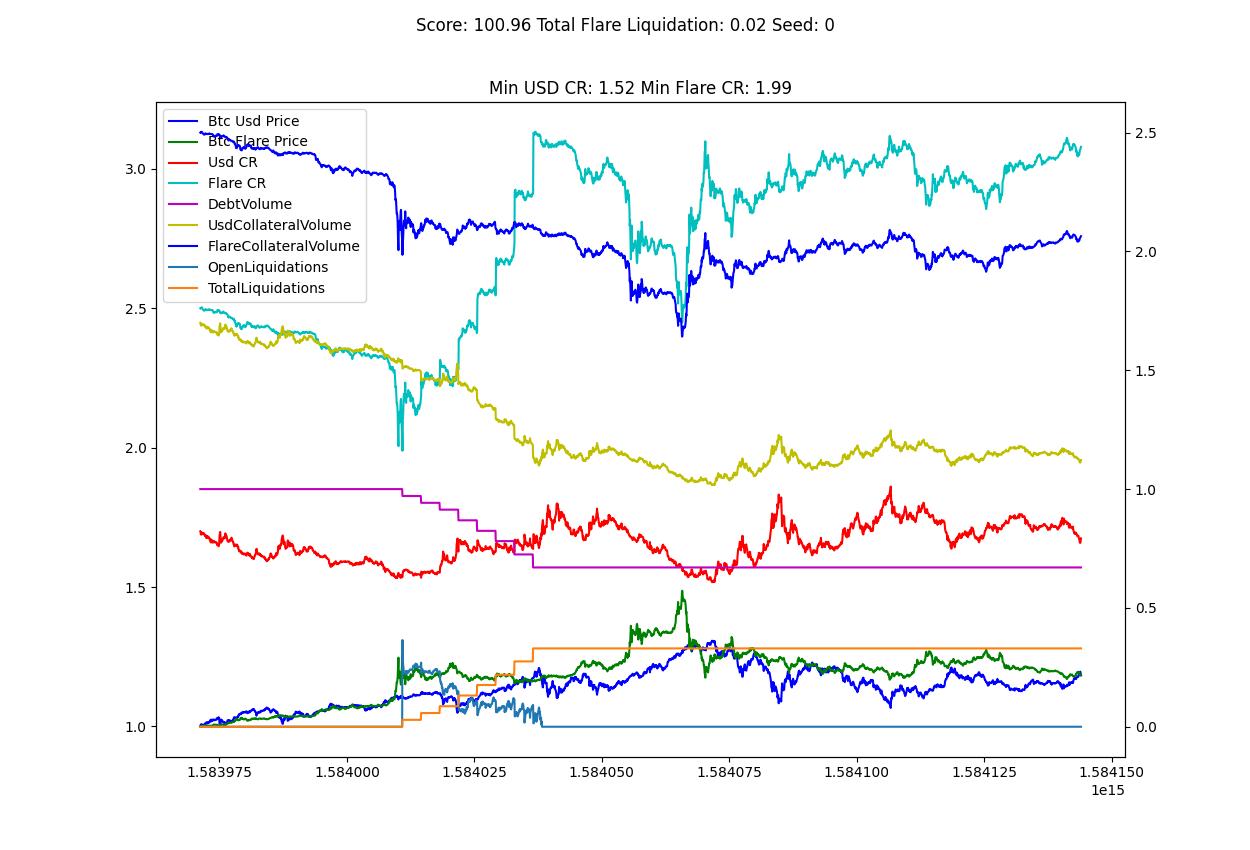 Score: 100.96 Total Flare Liquidation: 0.02 Seed: 0
Min USD CR: 1.52 Min Flare CR: 1.99
Btc Usd Price
Btc Flare Price
Usd CR
Flare CR
DebtVolume
UsdCollateralVolume
FlareCollateralVolume
OpenLiquidations
TotalLiquidations
3.0
2.5
2.0
1.5
1.0
2.5
2.0
1.5
1.0
0.5
0.0
1.583975
1.584000
1.584025
1.584050
1.584075
1.584100
1.584125
1.584150
1e15